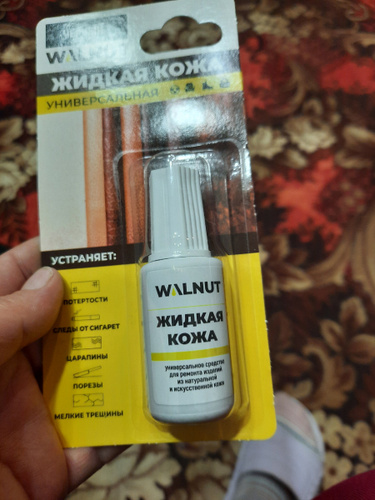 WALNUT
ЖИДКАЯ КОЖА
УНИВЕРСАЛЬНАЯ
УСТРАНЯЕТ:
ПОТЕРТОСТИ
СЛЕДЫ ОТ СИГАРЕТ
ЦАРАПИНЫ
ПОРЕЗЫ
МЕЛКИЕ ТРЕЩИНЫ
WALNUT
ЖИДКАЯ
КОЖА
универсальное средство
для ремонта изделий
из натуральной
и искусственной кожи